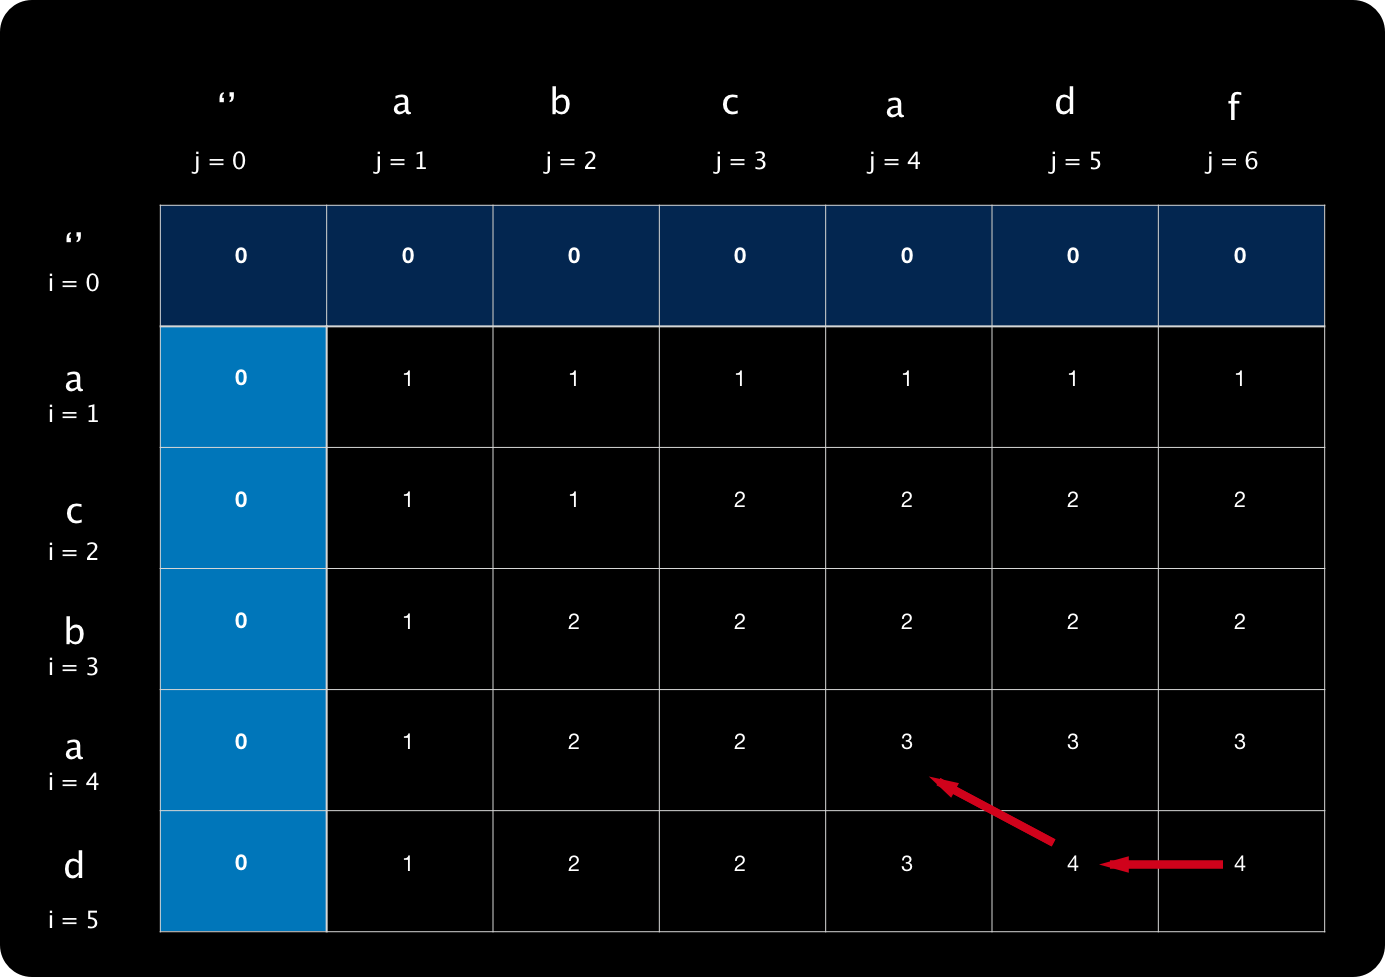 ‘’ a b c a d f
j = 0 j = 1 j = 2 j = 3 j = 4 j = 5 j = 6
‘’ 0 0 0 0 0 0 0
i = 0
a 0 1 1 1 1 1 1
i = 1
c 0 1 1 2 2 2 2
i = 2
b 0 1 2 2 2 2 2
i = 3
a 0 1 2 2 3 3 3
i = 4
d 0 1 2 2 3 4 4
i = 5